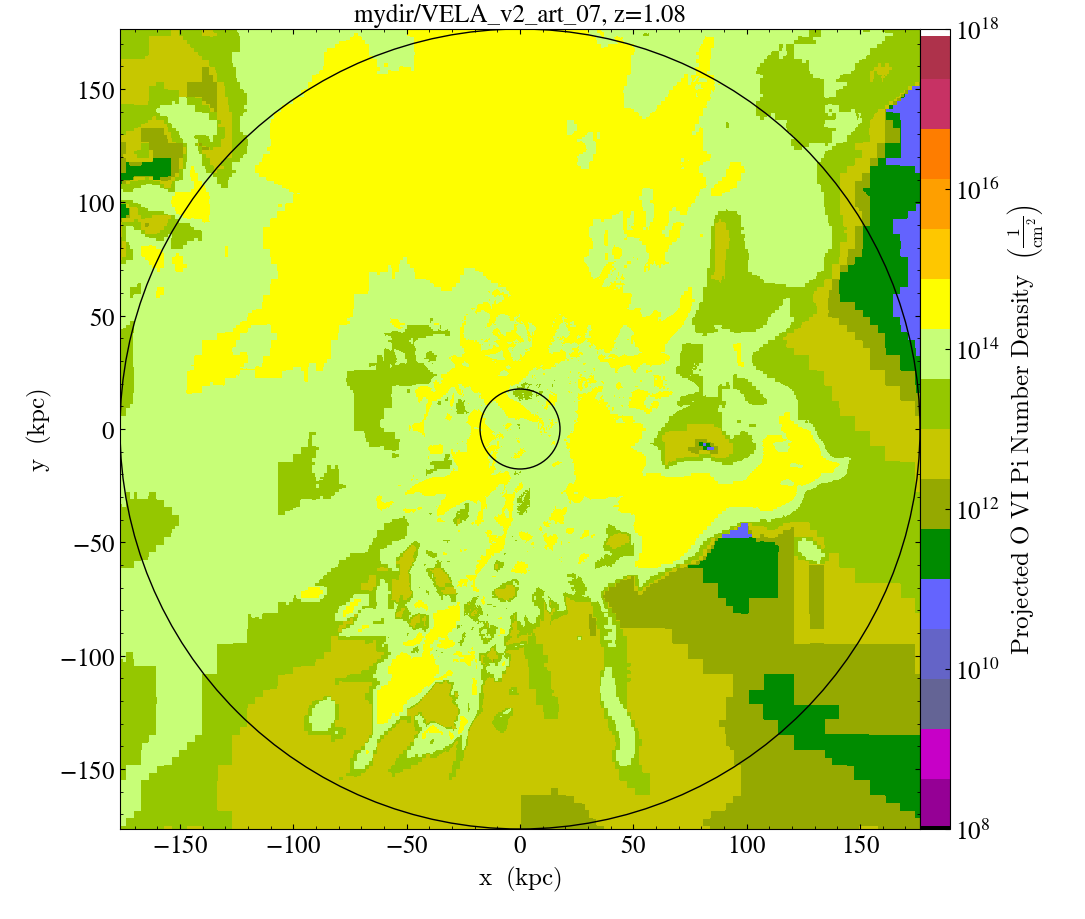 mydir/VELA_v2_art_07, z=1.08
150
100
50
0
−50
−100
−150
y (kpc)
−150 −100 −50 0 50 100 150
x (kpc)
10^18
10^16
10^14
10^12
10^10
10^8
Projected O VI Pi Number Density (1/cm^2)